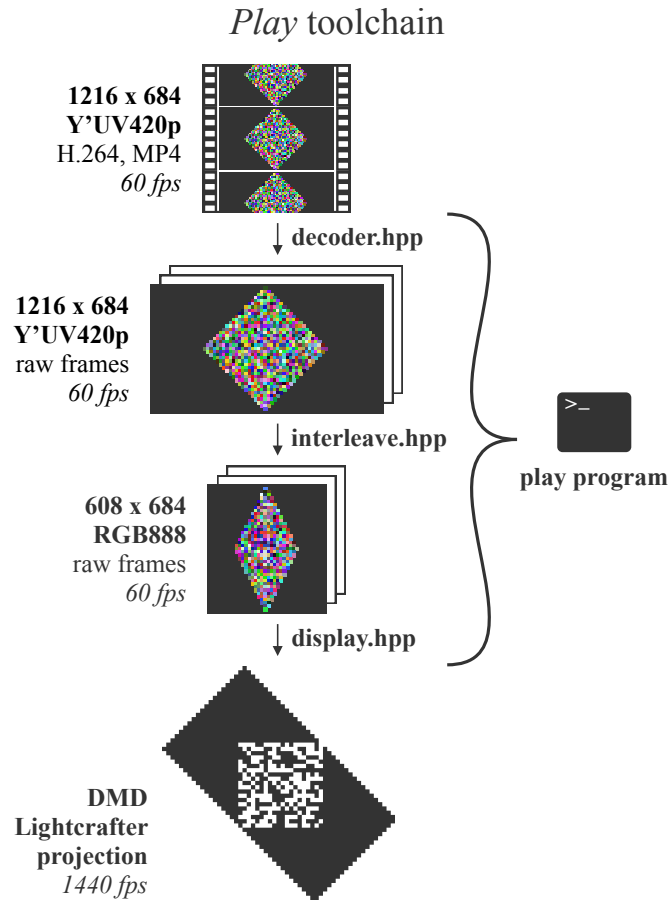 Play toolchain
1216 x 684
Y’UV420p
H.264, MP4
60 fps
decoder.hpp
1216 x 684
Y’UV420p
raw frames
60 fps
interleave.hpp
>_
play program
608 x 684
RGB888
raw frames
60 fps
display.hpp
DMD
Lightcrafter
projection
1440 fps